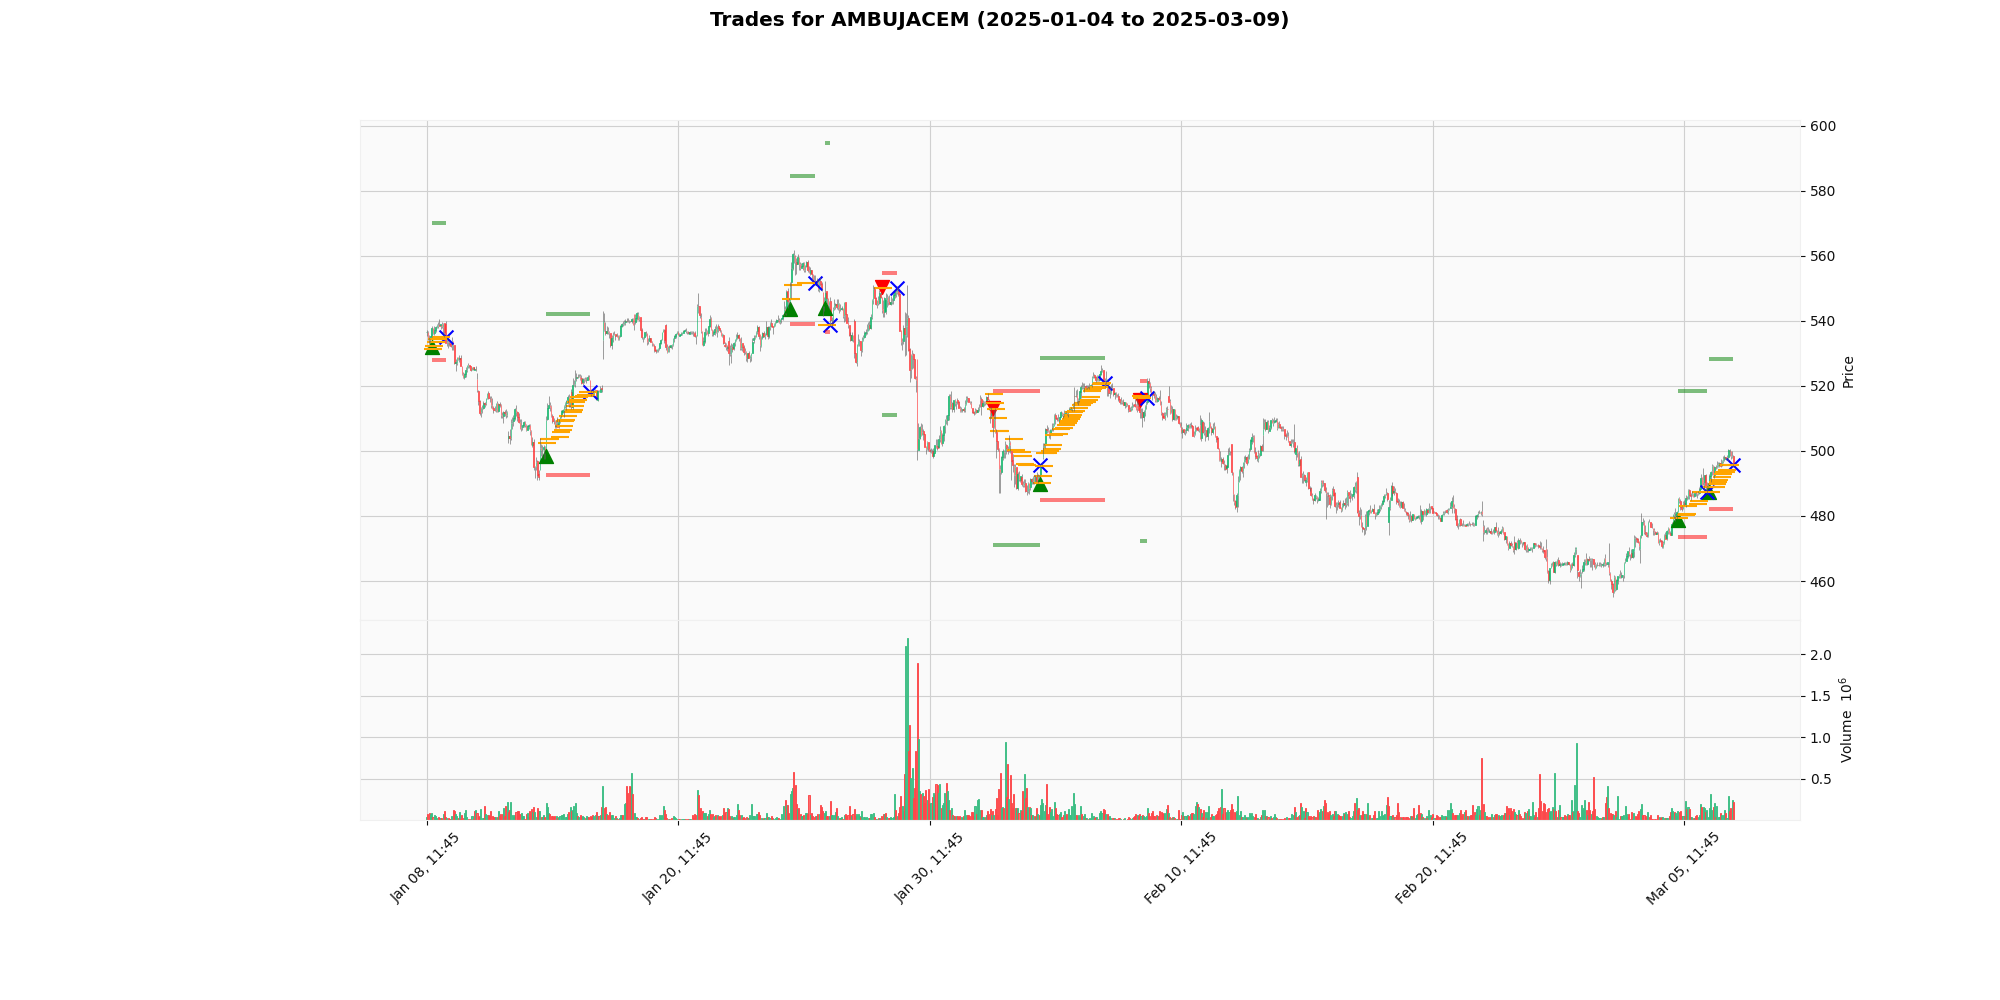 Trades for AMBUJACEM (2025-01-04 to 2025-03-09)
600
580
560
540
520
500
480
460
Price
2.0
1.5
1.0
0.5
Volume 10⁶
Jan 08, 11:45
Jan 20, 11:45
Jan 30, 11:45
Feb 10, 11:45
Feb 20, 11:45
Mar 05, 11:45